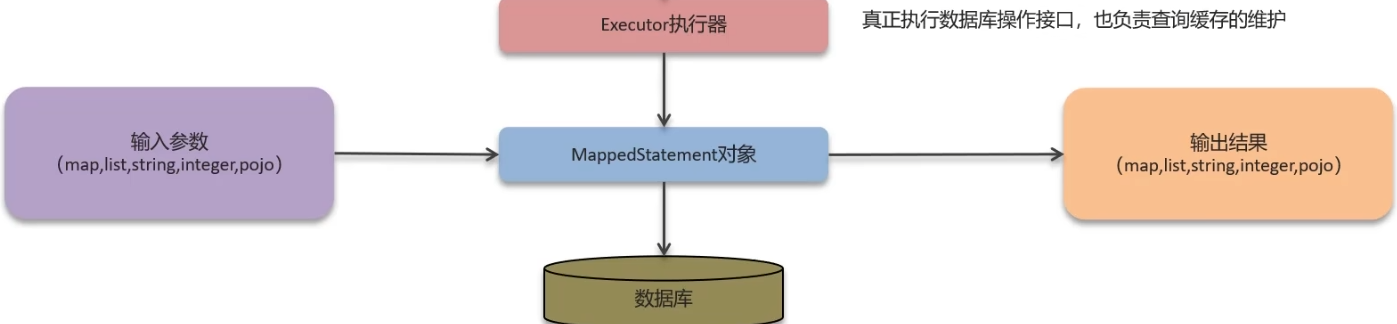 Executor执行器
真正执行数据库操作接口，也负责查询缓存的维护
输入参数
（map,list,string,integer,pojo）
MappedStatement对象
输出结果
（map,list,string,integer,pojo）
数据库